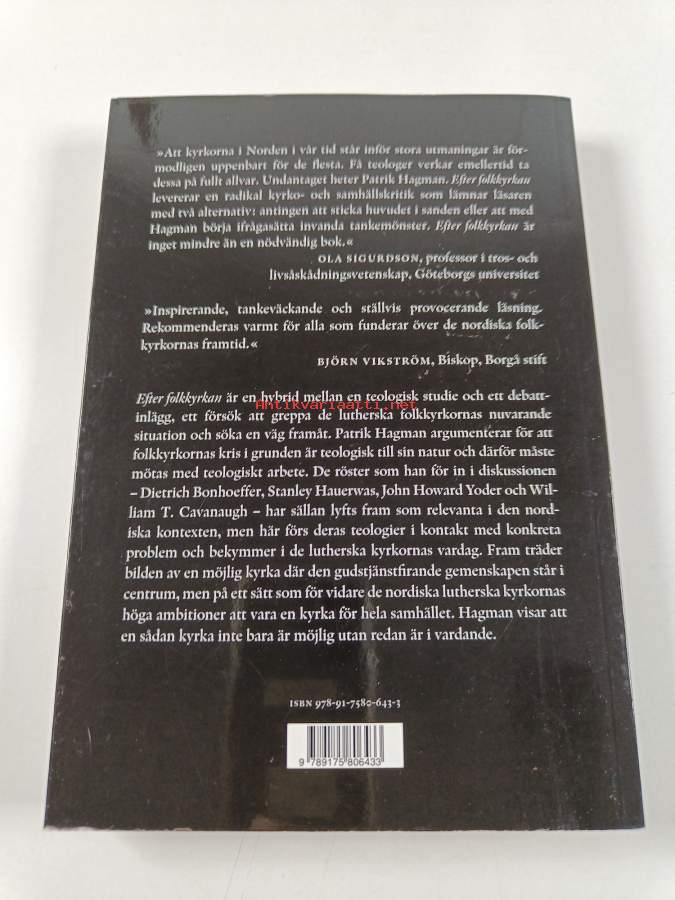 »Att kyrkorna i Norden i vår tid står inför stora utmaningar är för-
modligen uppenbart för de flesta. Få teologer verkar emellertid ta
dessa på fullt allvar. Undantaget heter Patrik Hagman. Efter folkkyrkan
levererar en radikal kyrko- och samhällskritik som lämnar läsaren
med två alternativ: antingen att sticka huvudet i sanden eller att med
Hagman börja ifrågasätta invanda tankemönster. Efter folkkyrkan är
inget mindre än en nödvändig bok.«
OLA SIGURDSON, professor i tros- och
livsåskådningsvetenskap, Göteborgs universitet
»Inspirerande, tankeväckande och ställvis provocerande läsning.
Rekommenderas varmt för alla som funderar över de nordiska folk-
kyrkornas framtid.«
BJÖRN VIKSTRÖM, Biskop, Borgå stift
Efter folkkyrkan är en hybrid mellan en teologisk studie och ett debatt-
Antikvariaatti.net
inlägg, ett försök att greppa de lutherska folkkyrkornas nuvarande
situation och söka en väg framåt. Patrik Hagman argumenterar för att
folkkyrkornas kris i grunden är teologisk till sin natur och därför måste
mötas med teologiskt arbete. De röster som han för in i diskussionen
– Dietrich Bonhoeffer, Stanley Hauerwas, John Howard Yoder och Wil-
liam T. Cavanaugh – har sällan lyfts fram som relevanta i den nord-
iska kontexten, men här förs deras teologier i kontakt med konkreta
problem och bekymmer i de lutherska kyrkornas vardag. Fram träder
bilden av en möjlig kyrka där den gudstjänstfirande gemenskapen står i
centrum, men på ett sätt som för vidare de nordiska lutherska kyrkornas
höga ambitioner att vara en kyrka för hela samhället. Hagman visar att
en sådan kyrka inte bara är möjlig utan redan är i vardande.
ISBN 978-91-7580-643-3
9 789175 806433